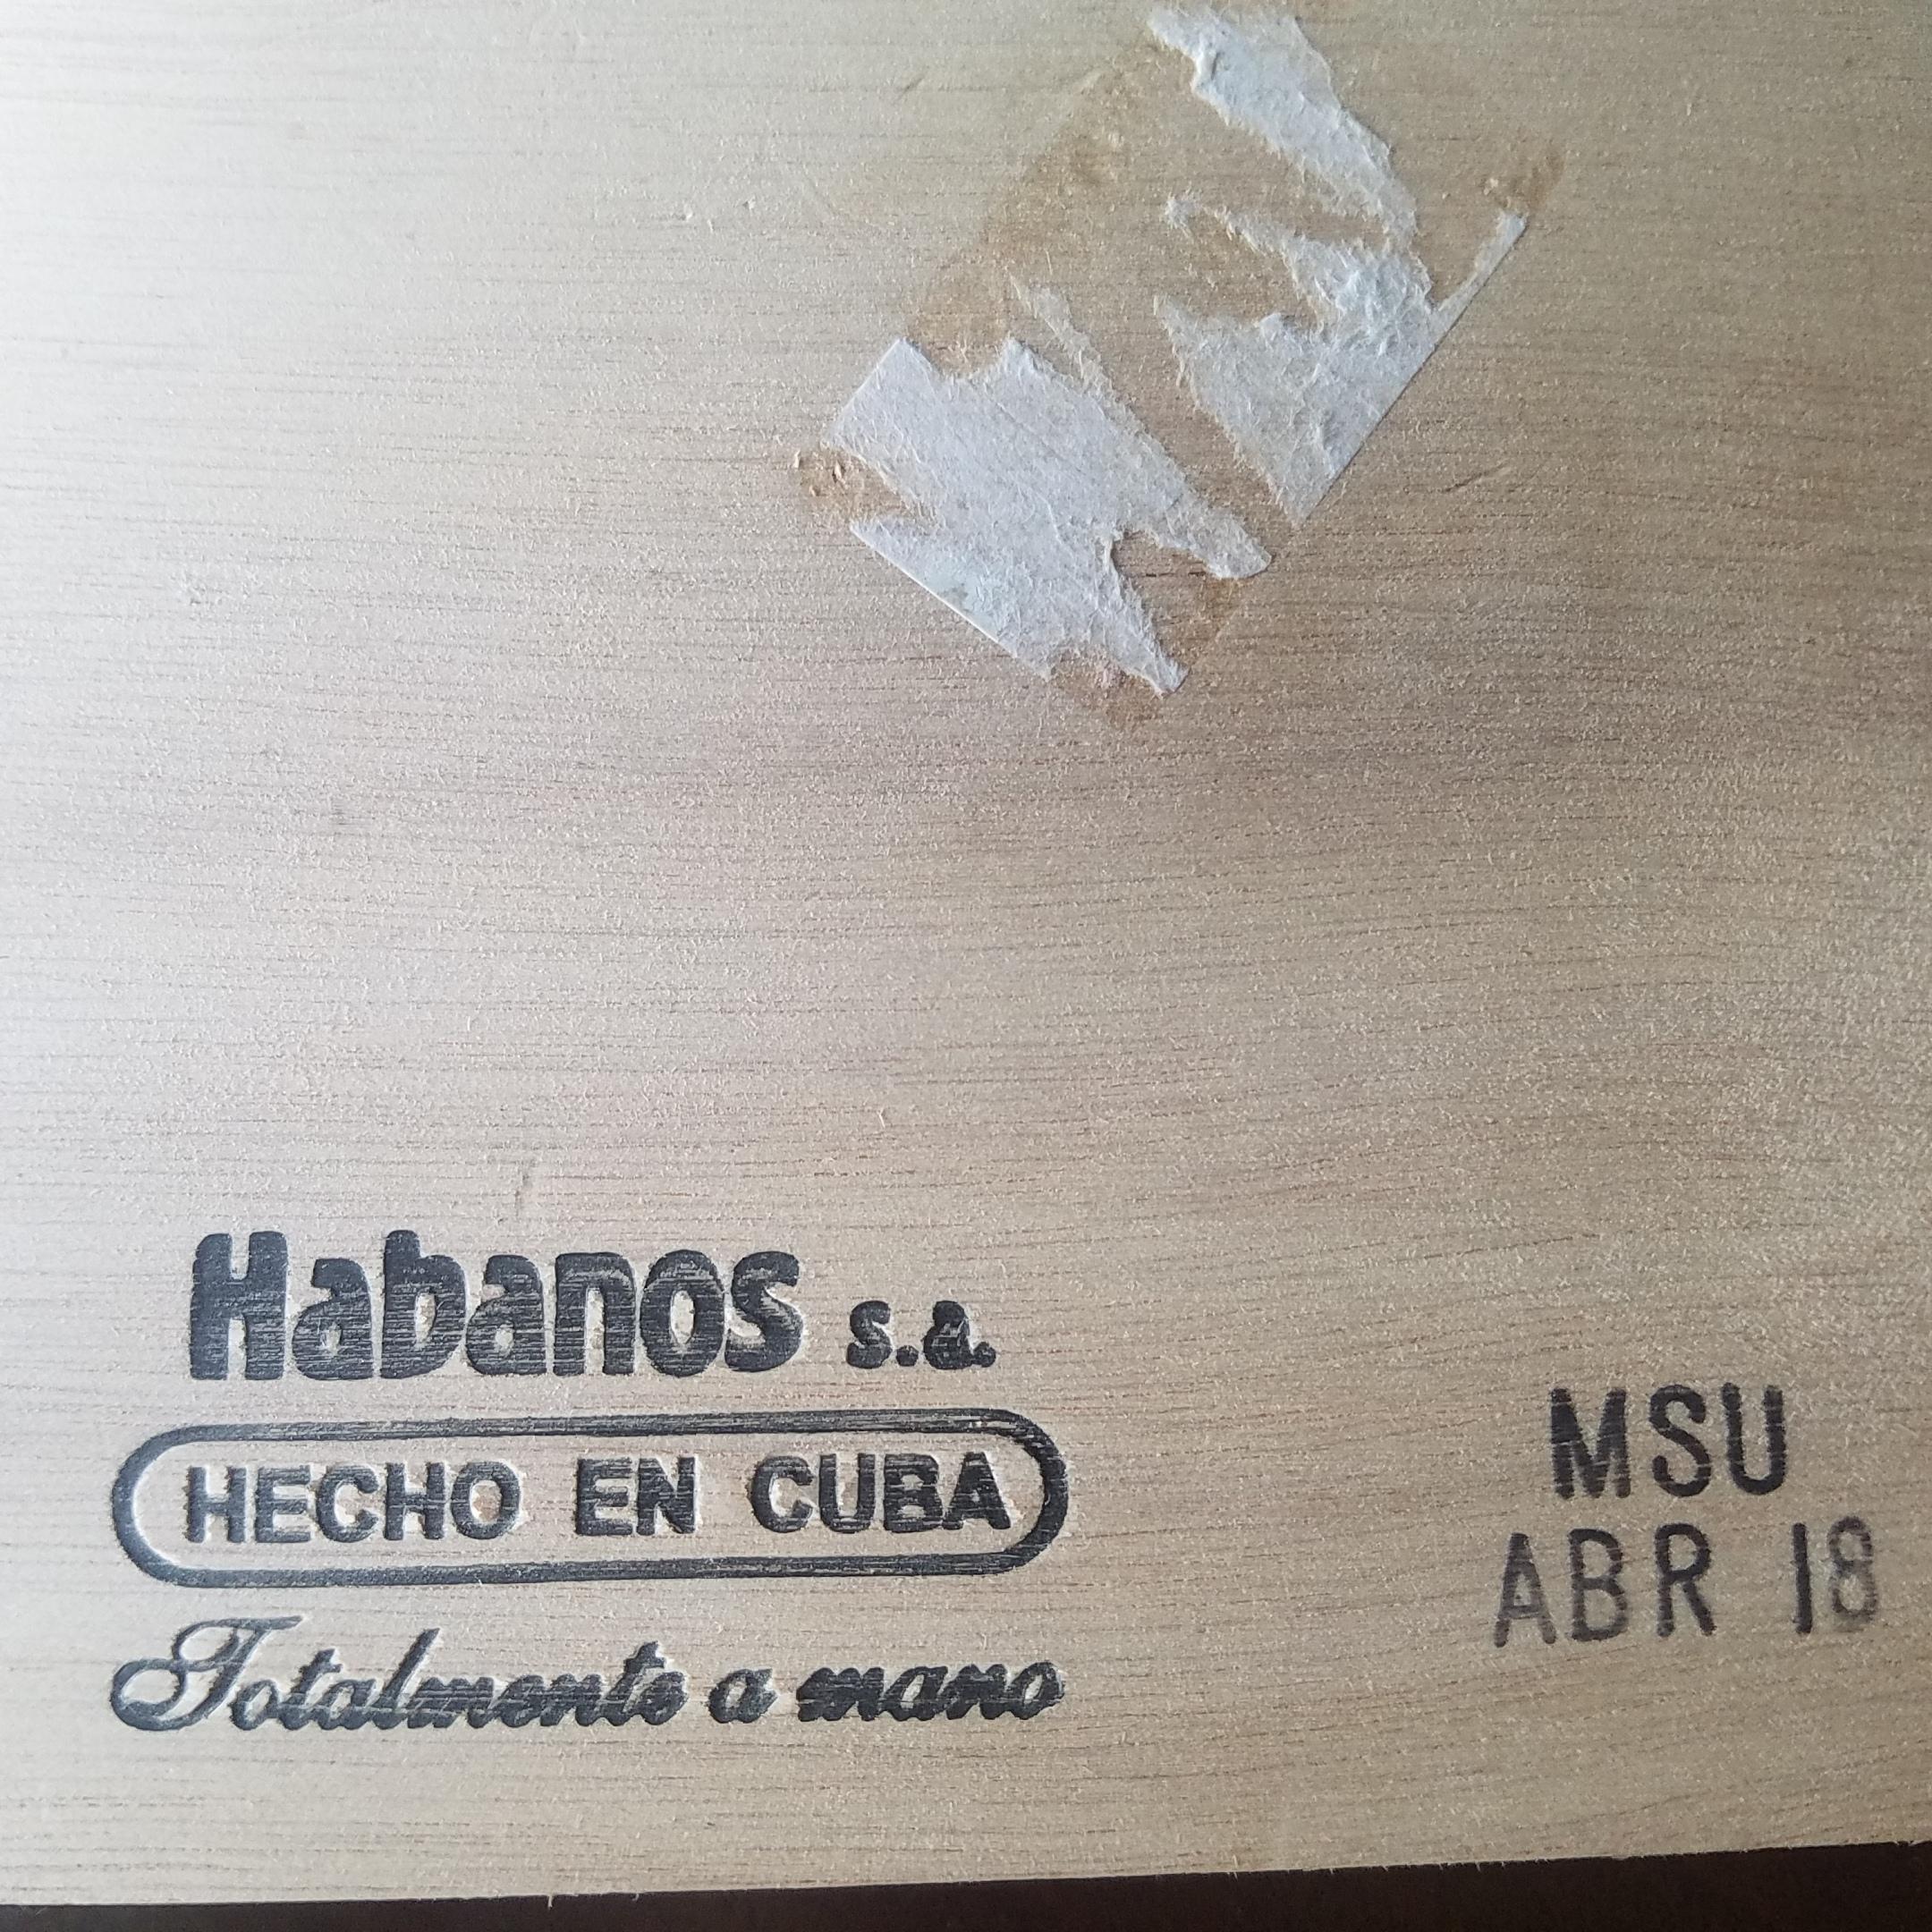 Habanos s.a.
HECHO EN CUBA
Totalmente a mano
MSU
ABR 18